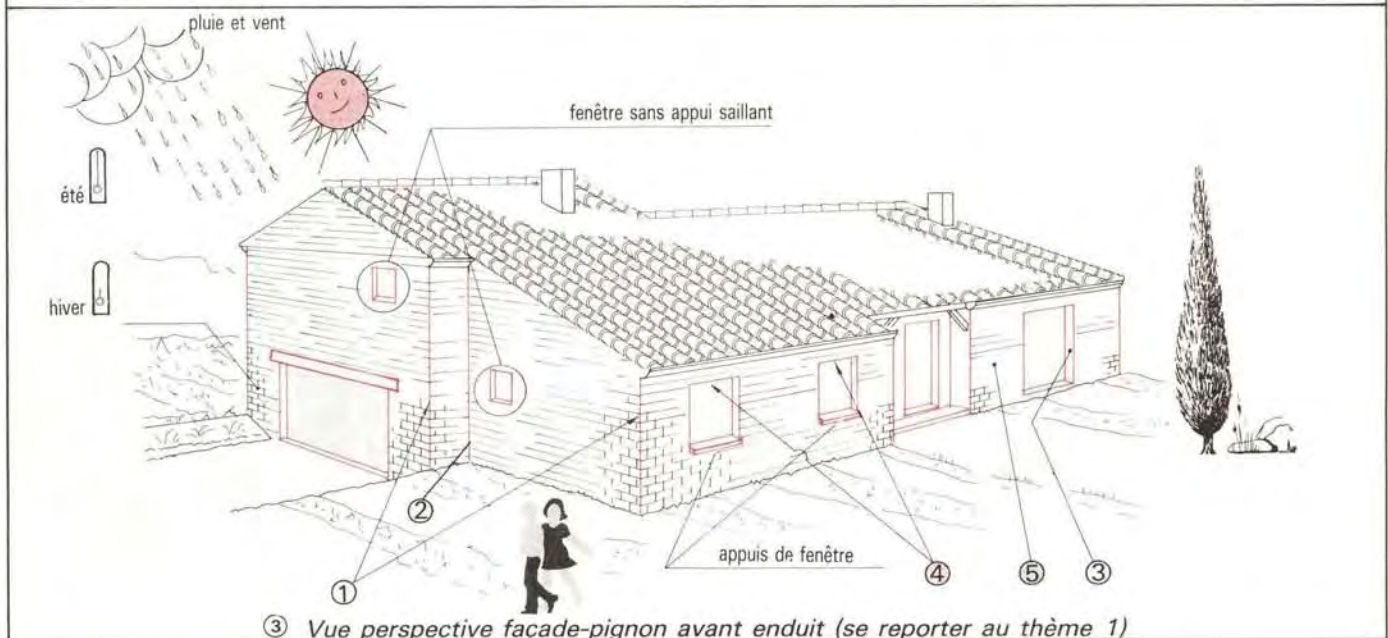 pluie et vent
fenêtre sans appui saillant
été
hiver
②
appuis de fenêtre
①
④
⑤
③
③ Vue perspective façade-pignon avant enduit (se reporter au thème 1)